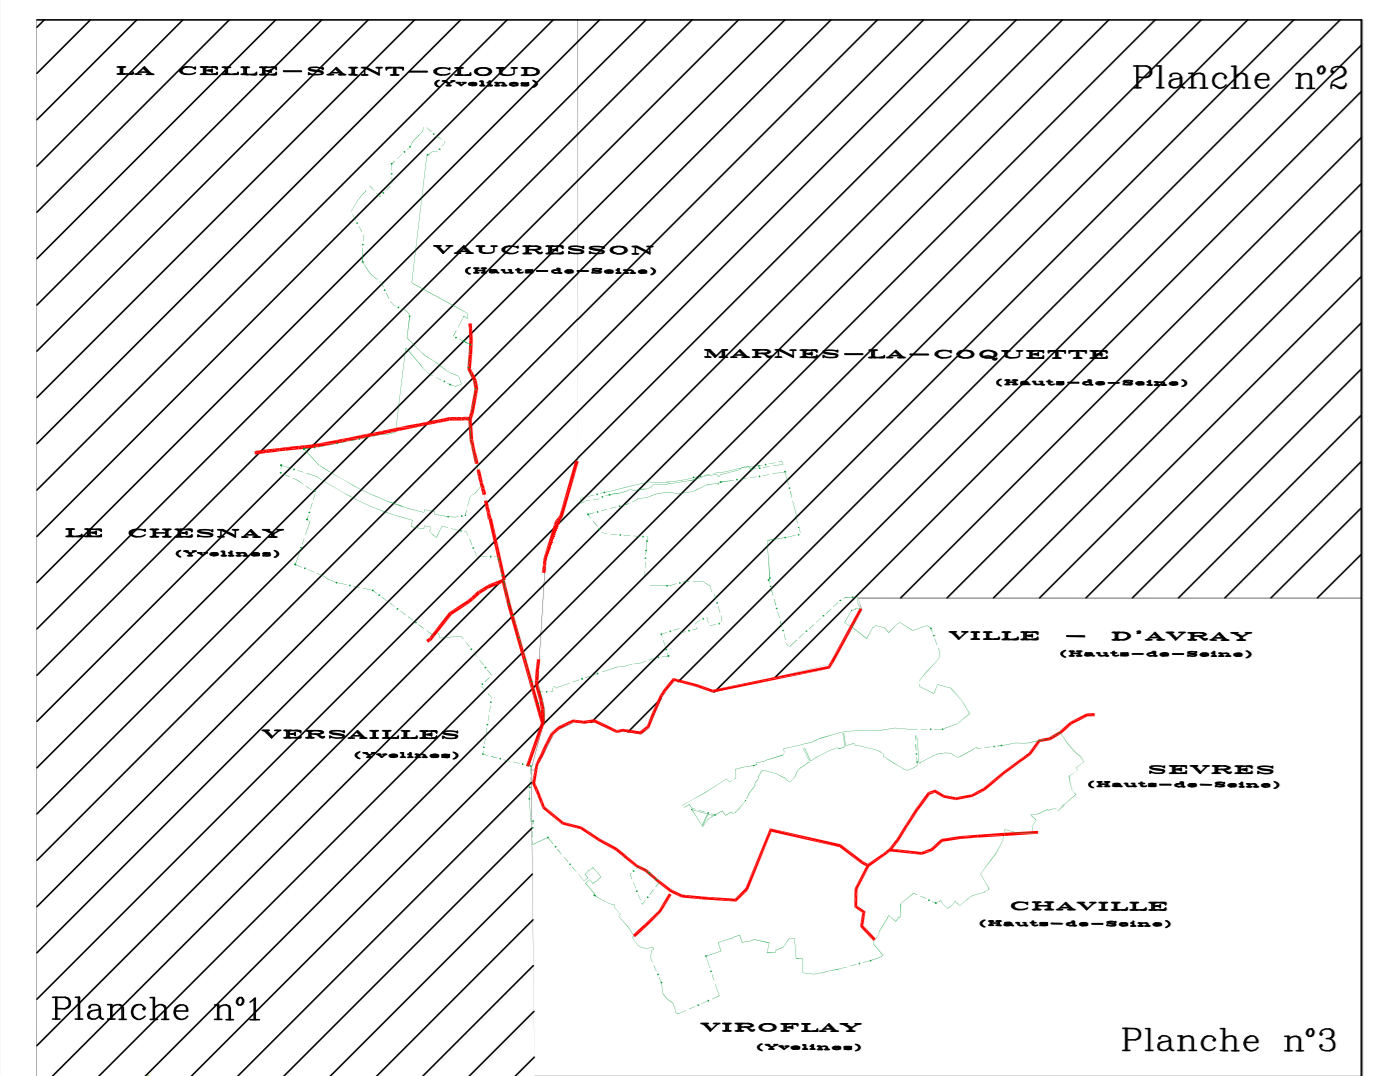 LA CELLE-SAINT-CLOUD
(Yvelines)
Planche n°2
VAUCRESSON
(Hauts-de-Seine)
MARNES-LA-COQUETTE
(Hauts-de-Seine)
LE CHESNAY
(Yvelines)
VILLE - D'AVRAY
(Hauts-de-Seine)
VERSAILLES
(Yvelines)
SEVRES
(Hauts-de-Seine)
CHAVILLE
(Hauts-de-Seine)
Planche n°1
VIROFLAY
(Yvelines)
Planche n°3